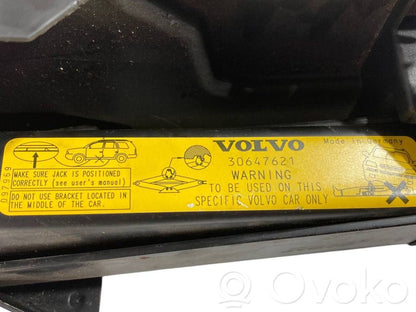 VOLVO
Made in Germany
30647621
WARNING
TO BE USED ON THIS
SPECIFIC VOLVO CAR ONLY
MAKE SURE JACK IS POSITIONED
CORRECTLY (see user's manual)
DO NOT USE BRACKET LOCATED IN
THE MIDDLE OF THE CAR.
D97969
OVOKO